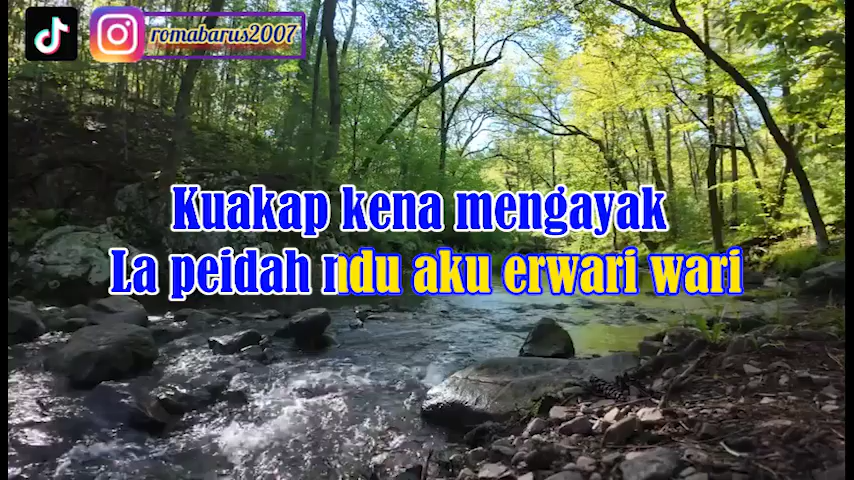 romabarus2007
Kuakap kena mengayak
La peidah ndu aku erwari wari